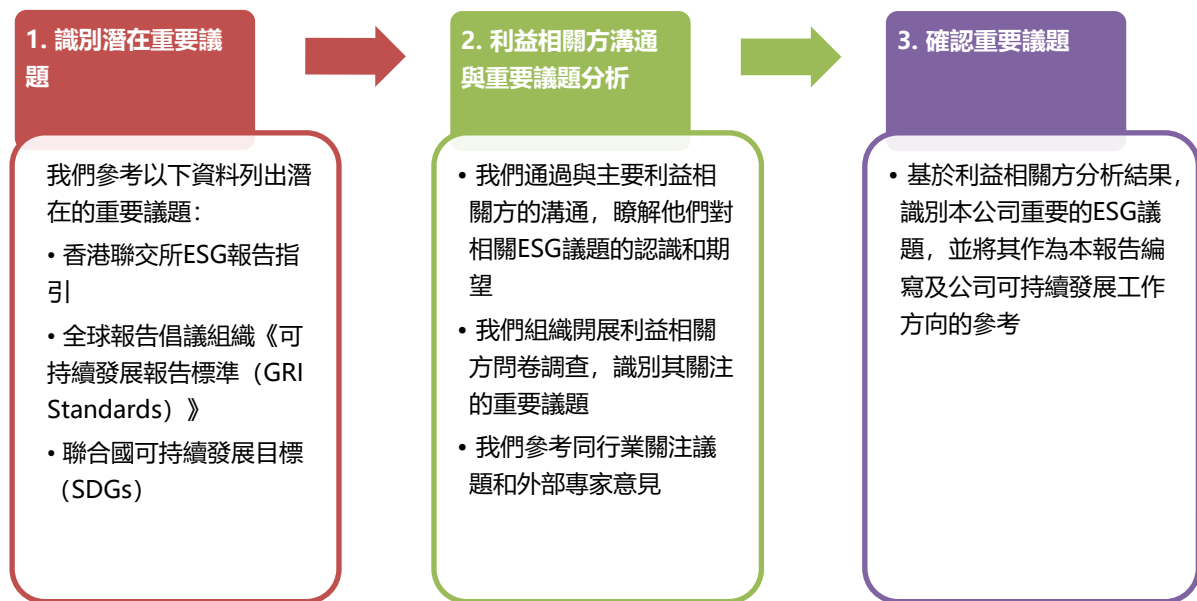 1. 識別潛在重要議
題
我們參考以下資料列出潛
在的重要議題：
• 香港聯交所ESG報告指
引
• 全球報告倡議組織《可
持續發展報告標準（GRI
Standards）》
• 聯合國可持續發展目標
（SDGs）
2. 利益相關方溝通
與重要議題分析
• 我們通過與主要利益相
關方的溝通，瞭解他們對
相關ESG議題的認識和期
望
• 我們組織開展利益相關
方問卷調查，識別其關注
的重要議題
• 我們參考同行業關注議
題和外部專家意見
3. 確認重要議題
• 基於利益相關方分析結果，
識別本公司重要的ESG議
題，並將其作為本報告編
寫及公司可持續發展工作
方向的參考